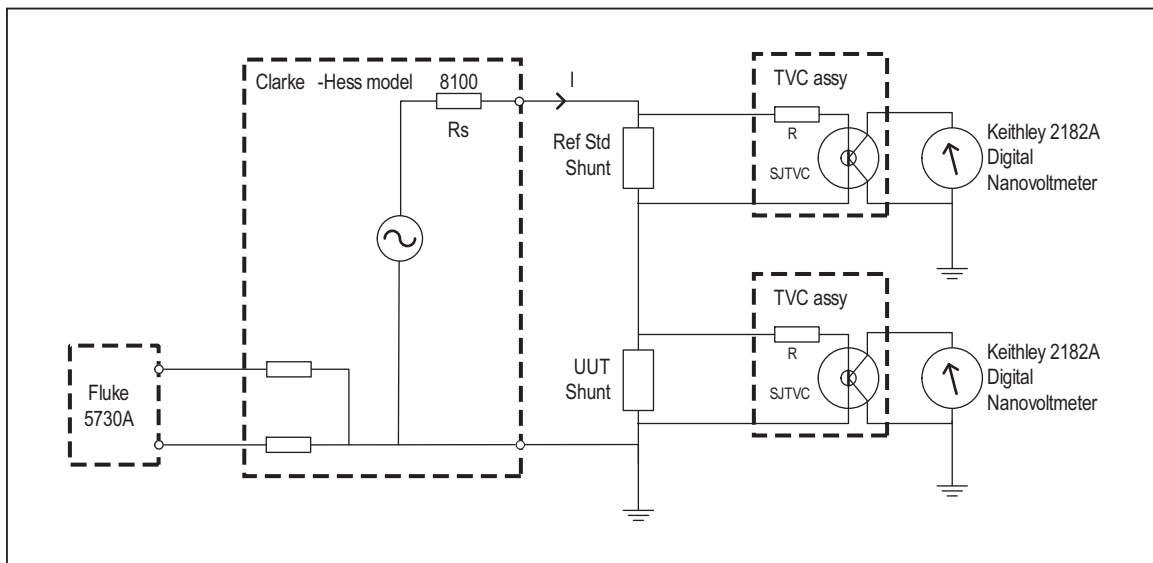 Clarke -Hess model 8100
Rs
I
Ref Std
Shunt
TVC assy
R
SJTVC
Keithley 2182A
Digital
Nanovoltmeter
Fluke
5730A
UUT
Shunt
TVC assy
R
SJTVC
Keithley 2182A
Digital
Nanovoltmeter